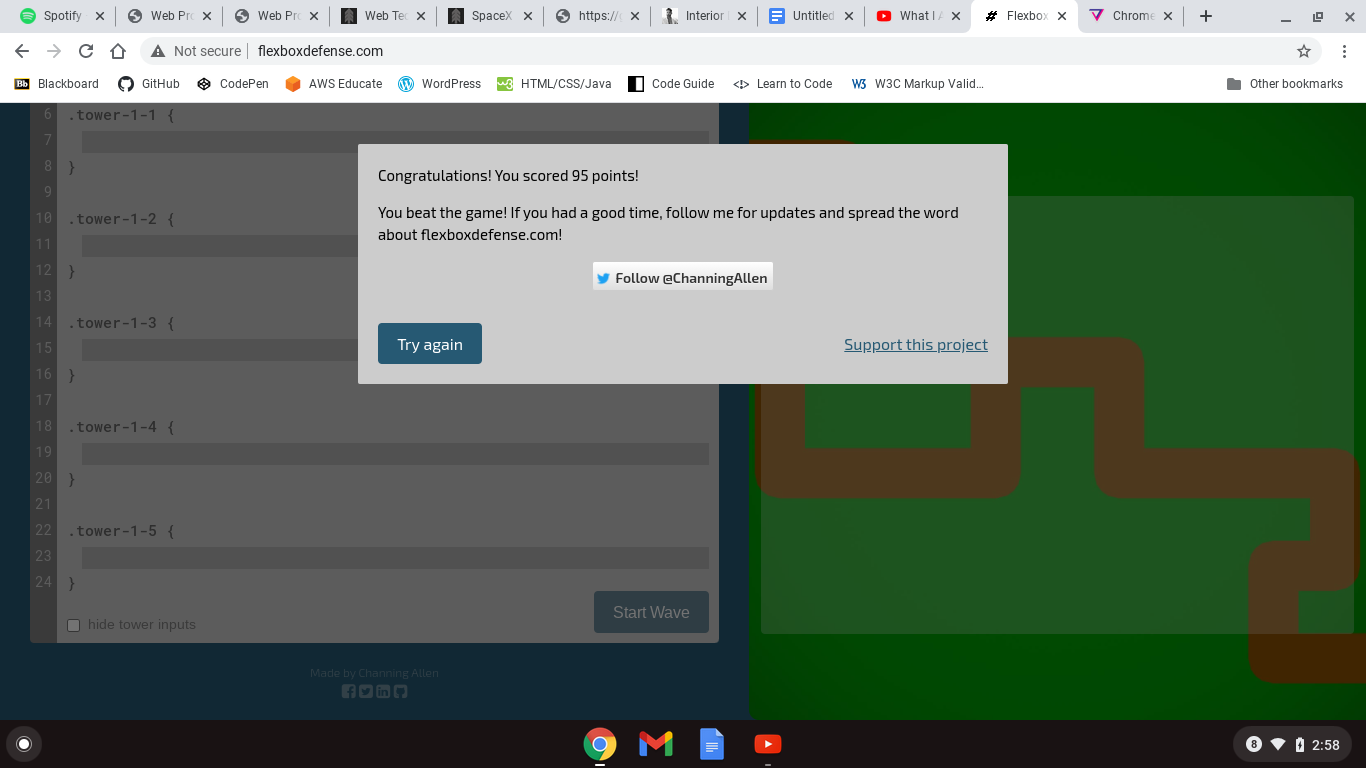 Spotify
Web Pro
Web Pro
Web Tec
SpaceX
https://g
Interior
Untitled
What I A
Flexbox
Chrome
Not secure
flexboxdefense.com
Bb Blackboard
GitHub
CodePen
AWS Educate
WordPress
HTML/CSS/Java
Code Guide
Learn to Code
W3C Markup Valid…
Other bookmarks
6 .tower-1-1 {
7
8 }
9
10 .tower-1-2 {
11
12 }
13
14 .tower-1-3 {
15
16 }
17
18 .tower-1-4 {
19
20 }
21
22 .tower-1-5 {
23
24 }
hide tower inputs
Start Wave
Made by Channing Allen
Congratulations! You scored 95 points!
You beat the game! If you had a good time, follow me for updates and spread the word
about flexboxdefense.com!
Follow @ChanningAllen
Try again
Support this project
8
2:58